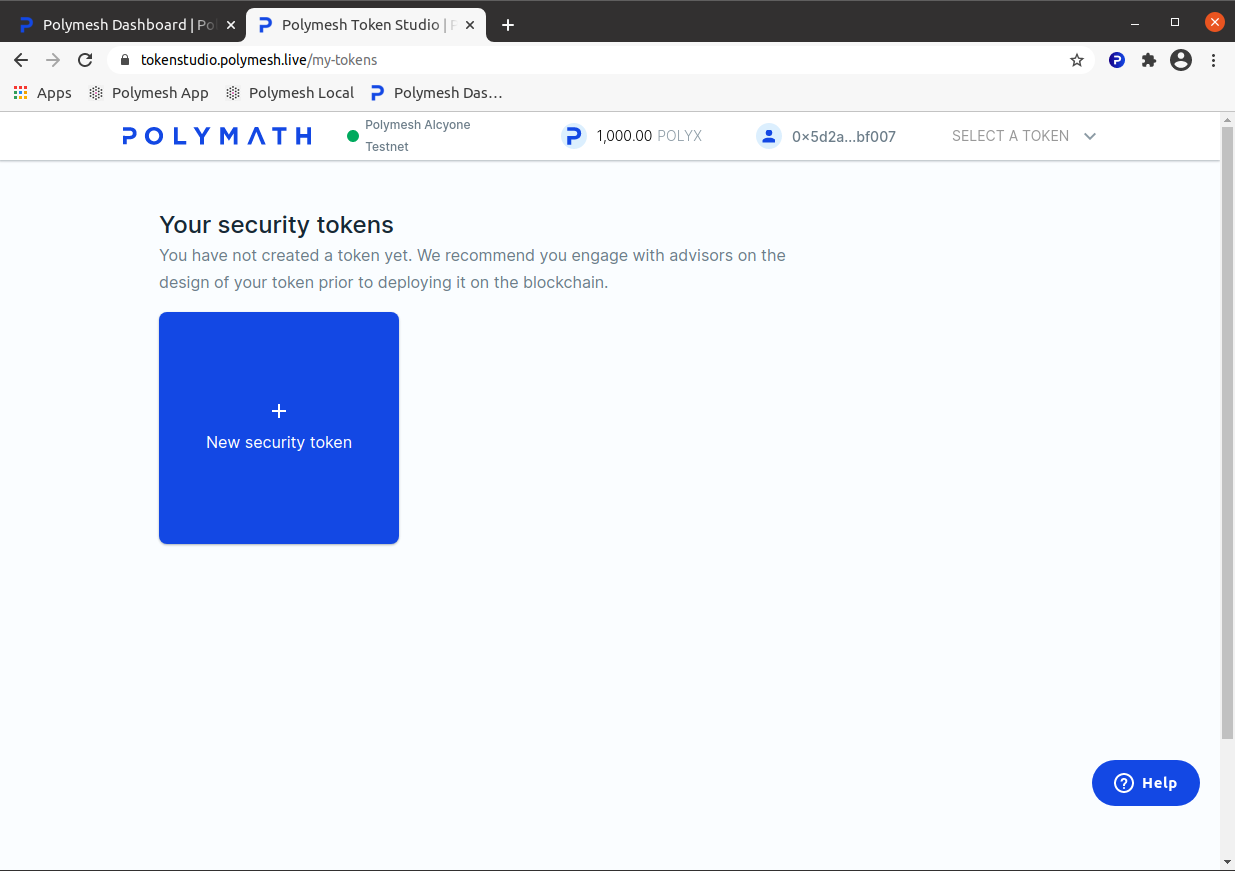 Polymesh Dashboard | Pol
Polymesh Token Studio | P
tokenstudio.polymesh.live/my-tokens
Apps
Polymesh App
Polymesh Local
Polymesh Das...
POLYMATH
Polymesh Alcyone
Testnet
1,000.00 POLYX
0x5d2a...bf007
SELECT A TOKEN
Your security tokens
You have not created a token yet. We recommend you engage with advisors on the
design of your token prior to deploying it on the blockchain.
+
New security token
? Help